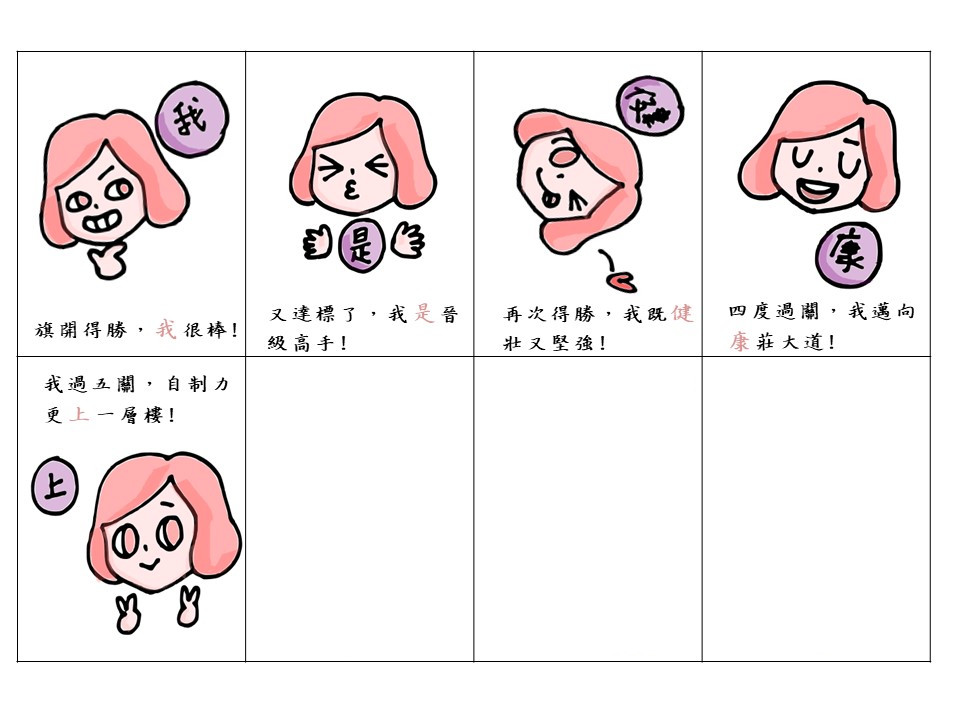 我
旗開得勝，我很棒!
是
又達標了，我是晉
級高手!
健
再次得勝，我既健
壯又堅強!
康
四度過關，我邁向
康莊大道!
我過五關，自制力
更上一層樓!
上